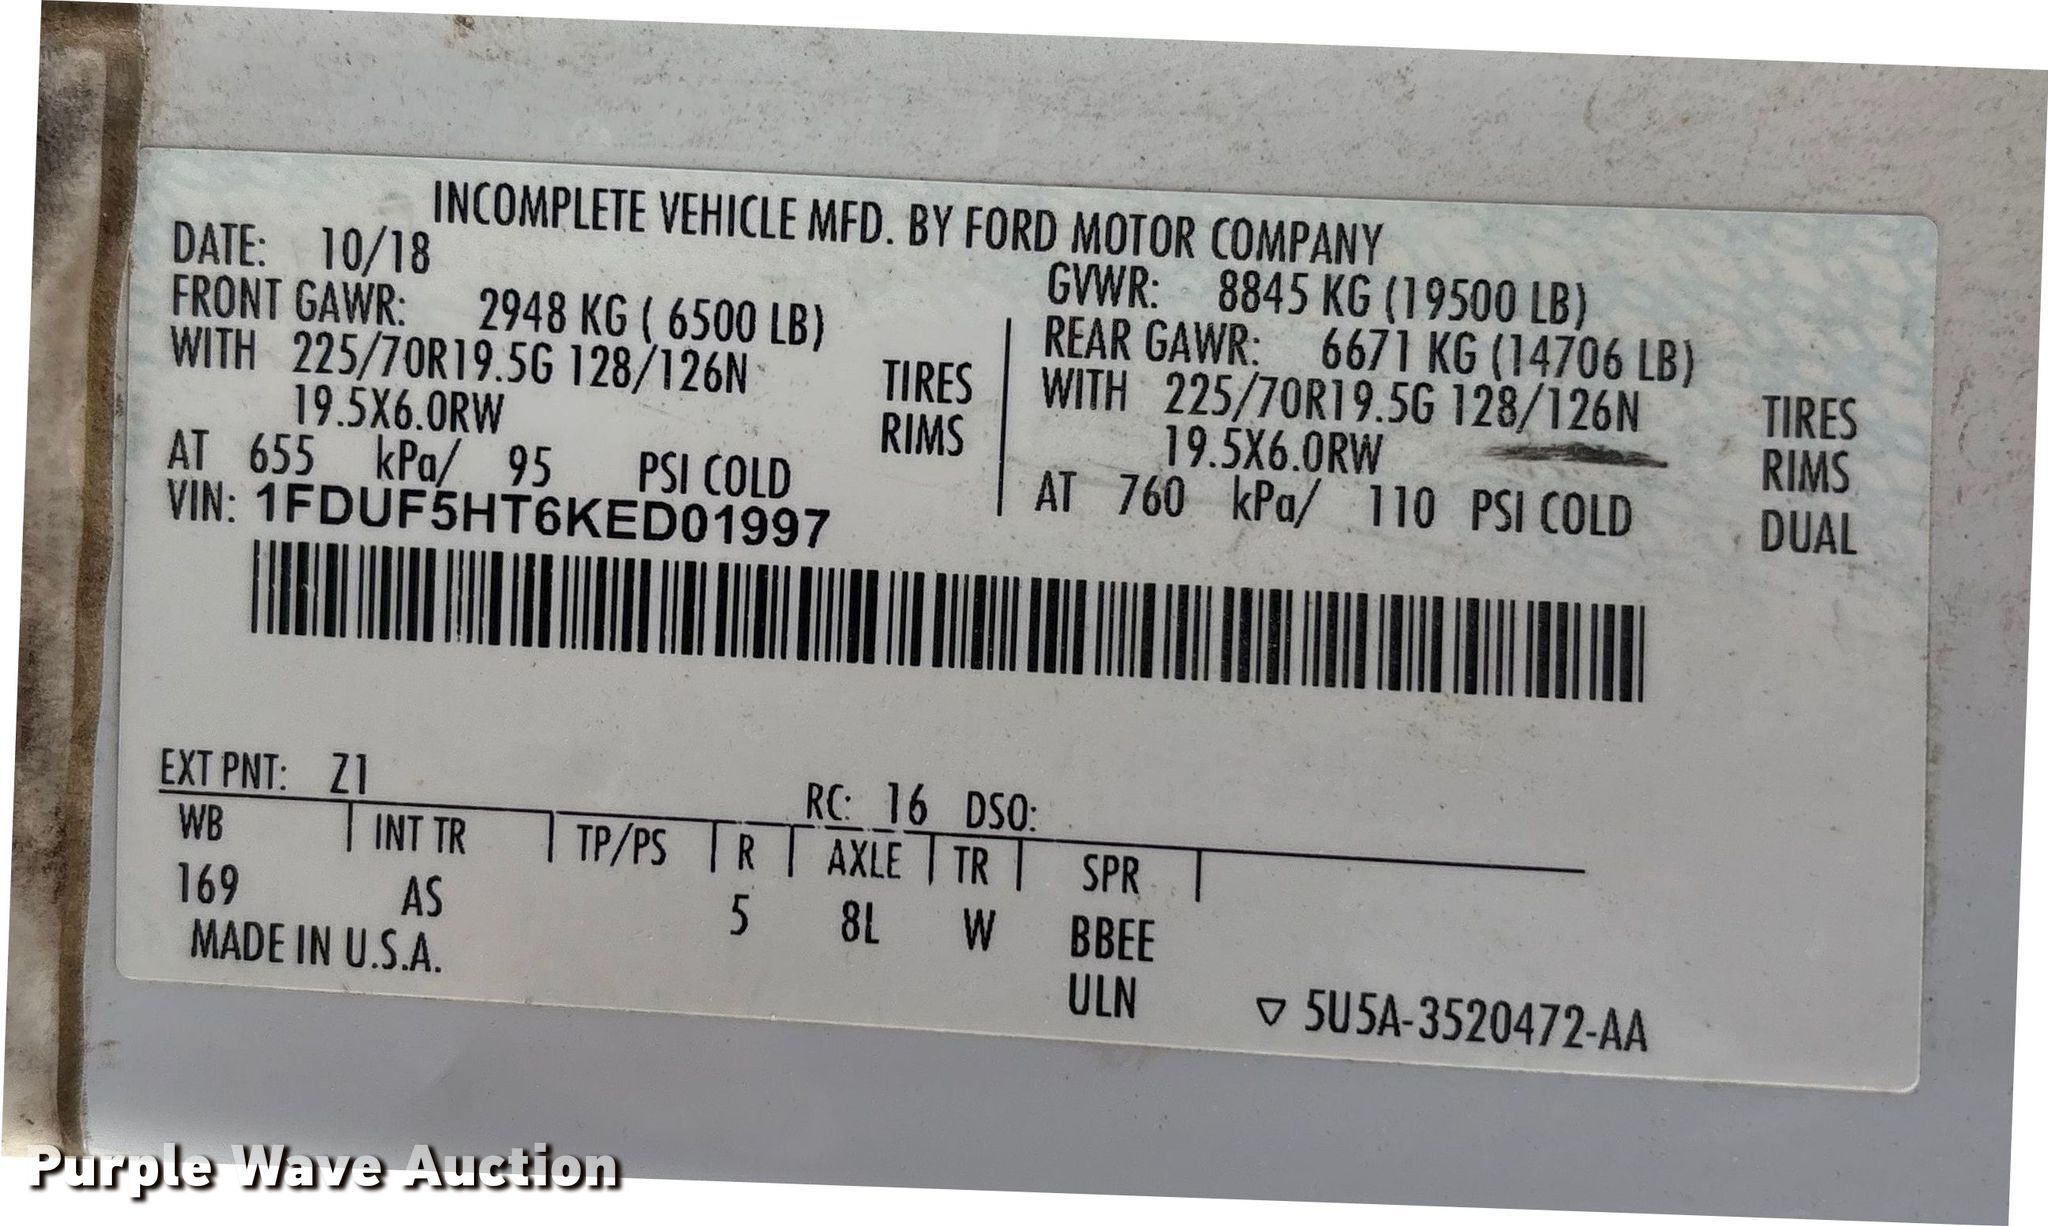 INCOMPLETE VEHICLE MFD. BY FORD MOTOR COMPANY
DATE: 10/18 GVWR: 8845 KG (19500 LB)
FRONT GAWR: 2948 KG ( 6500 LB) REAR GAWR: 6671 KG (14706 LB)
WITH 225/70R19.5G 128/126N TIRES WITH 225/70R19.5G 128/126N TIRES
19.5X6.0RW RIMS 19.5X6.0RW RIMS
AT 655 kPa/ 95 PSI COLD AT 760 kPa/ 110 PSI COLD DUAL
VIN: 1FDUF5HT6KED01997
EXT PNT: Z1 RC: 16 DSO:
WB INT TR TP/PS R AXLE TR SPR
169 AS 5 8L W BBEE
MADE IN U.S.A. ULN ▽ 5U5A-3520472-AA
Purple Wave Auction